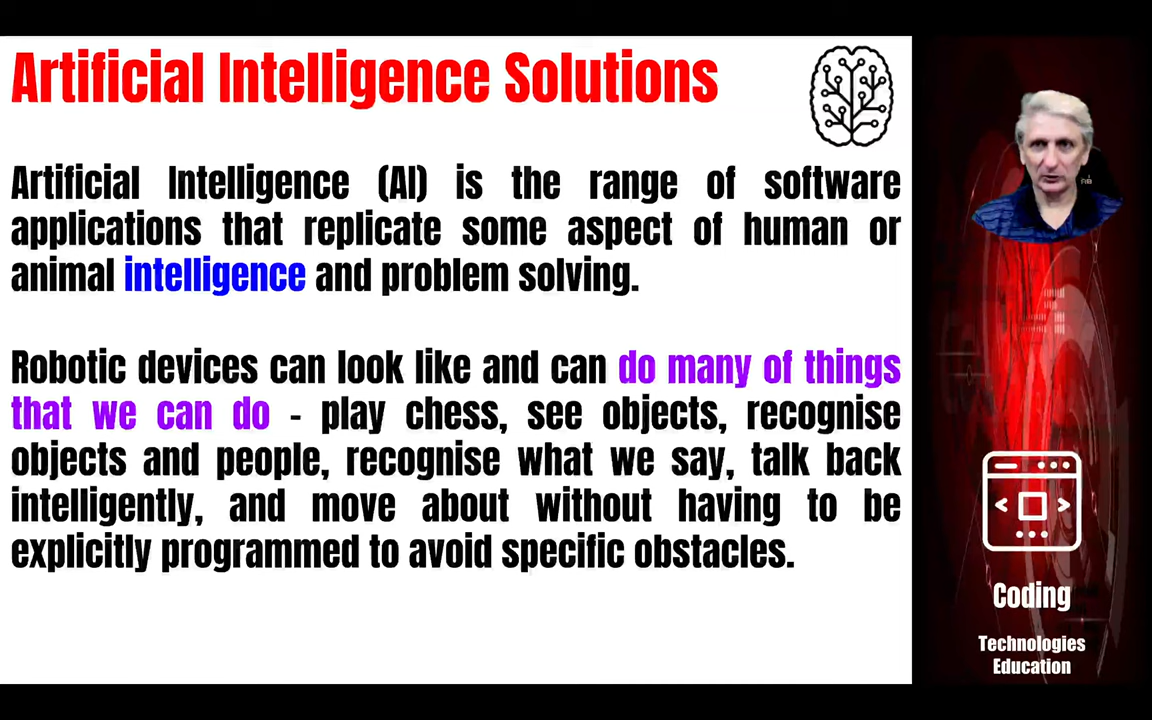 Artificial Intelligence Solutions
Artificial Intelligence (AI) is the range of software
applications that replicate some aspect of human or
animal intelligence and problem solving.
Robotic devices can look like and can do many of things
that we can do - play chess, see objects, recognise
objects and people, recognise what we say, talk back
intelligently, and move about without having to be
explicitly programmed to avoid specific obstacles.
Coding
Technologies
Education